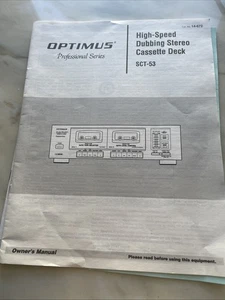 OPTIMUS
Professional Series
High-Speed
Dubbing Stereo
Cassette Deck
SCT-53
Owner's Manual
Please read before using this equipment.